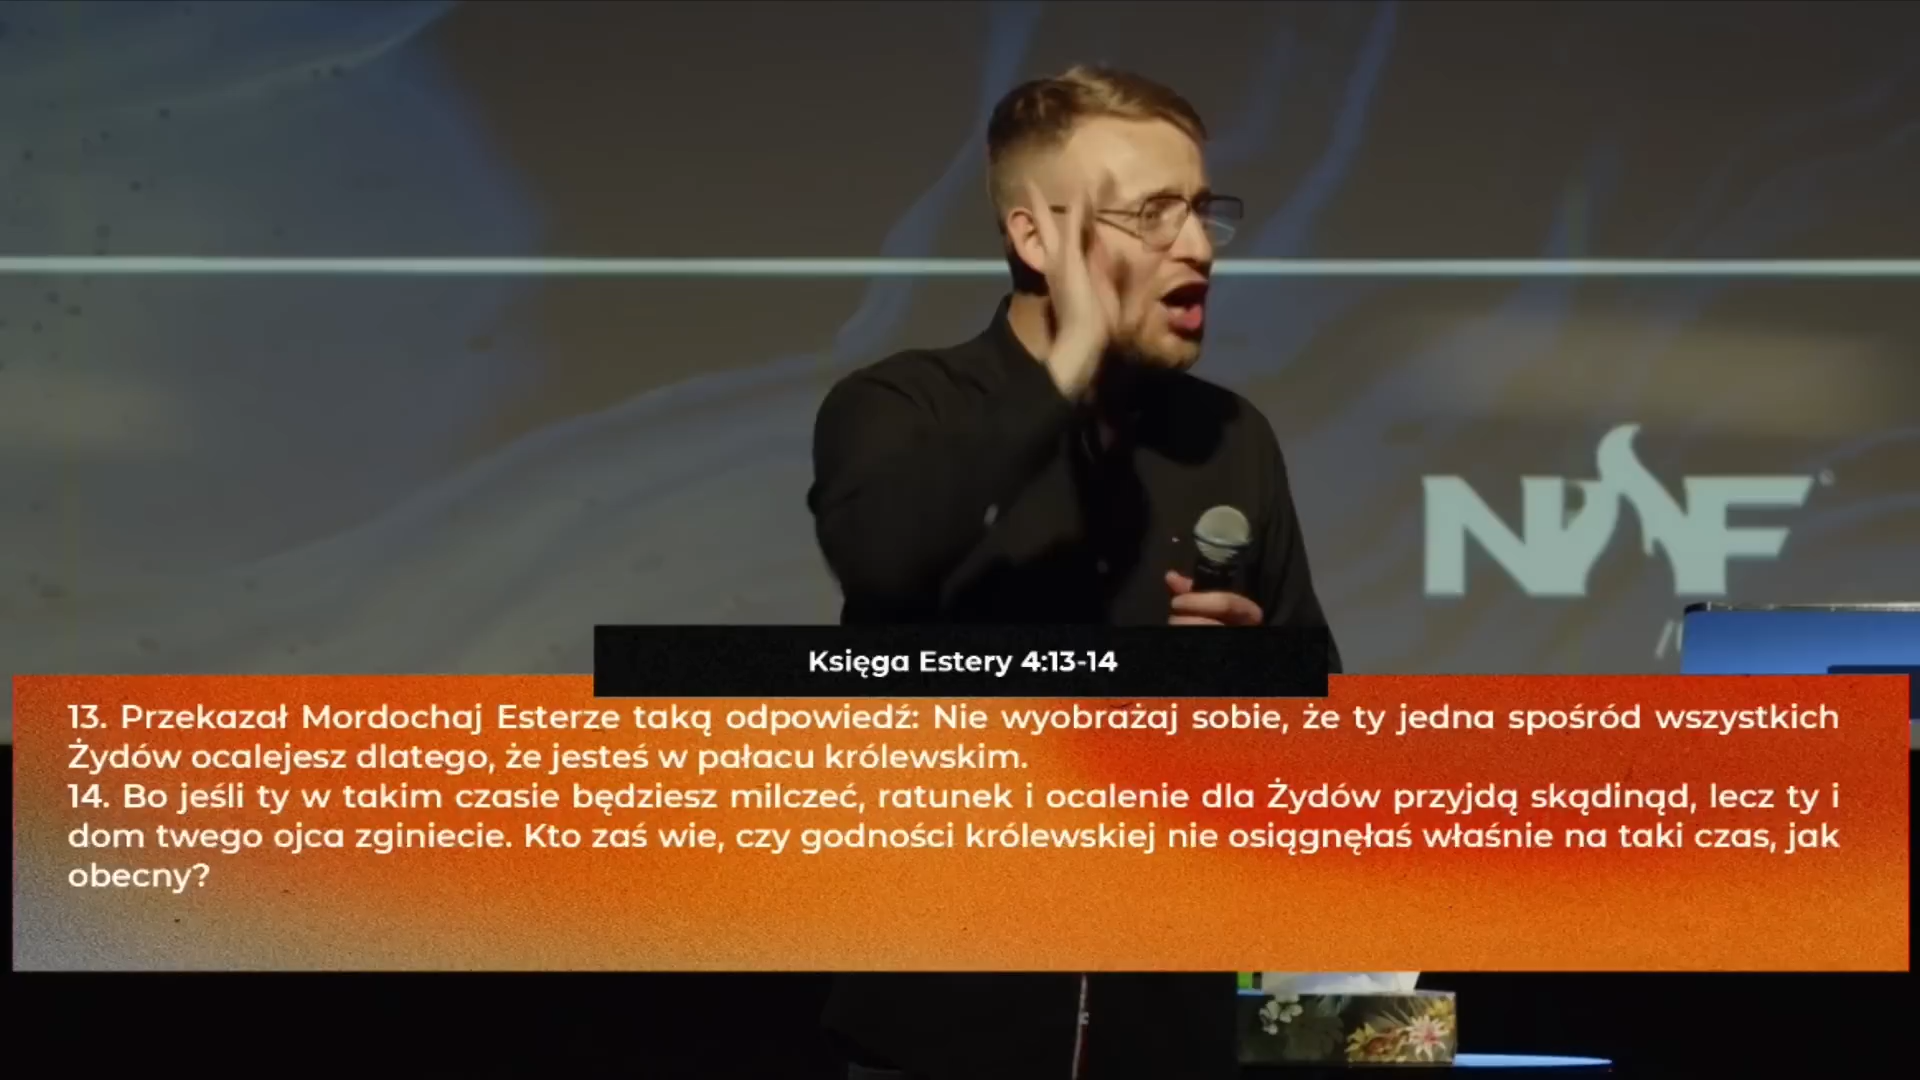 NF
Księga Estery 4:13-14
13. Przekazał Mordochaj Esterze taką odpowiedź: Nie wyobrażaj sobie, że ty jedna spośród wszystkich
Żydów ocalejesz dlatego, że jesteś w pałacu królewskim.
14. Bo jeśli ty w takim czasie będziesz milczeć, ratunek i ocalenie dla Żydów przyjdą skądinąd, lecz ty i
dom twego ojca zginiecie. Kto zaś wie, czy godności królewskiej nie osiągnęłaś właśnie na taki czas, jak
obecny?